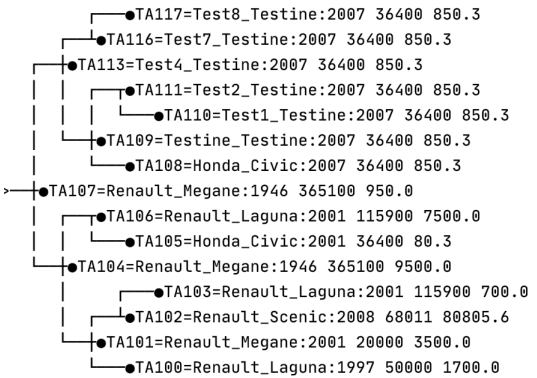 TA117=Test8_Testine:2007 36400 850.3
TA116=Test7_Testine:2007 36400 850.3
TA113=Test4_Testine:2007 36400 850.3
TA111=Test2_Testine:2007 36400 850.3
TA110=Test1_Testine:2007 36400 850.3
TA109=Testine_Testine:2007 36400 850.3
TA108=Honda_Civic:2007 36400 850.3
>TA107=Renault_Megane:1946 365100 950.0
TA106=Renault_Laguna:2001 115900 7500.0
TA105=Honda_Civic:2001 36400 80.3
TA104=Renault_Megane:1946 365100 9500.0
TA103=Renault_Laguna:2001 115900 700.0
TA102=Renault_Scenic:2008 68011 80805.6
TA101=Renault_Megane:2001 20000 3500.0
TA100=Renault_Laguna:1997 50000 1700.0